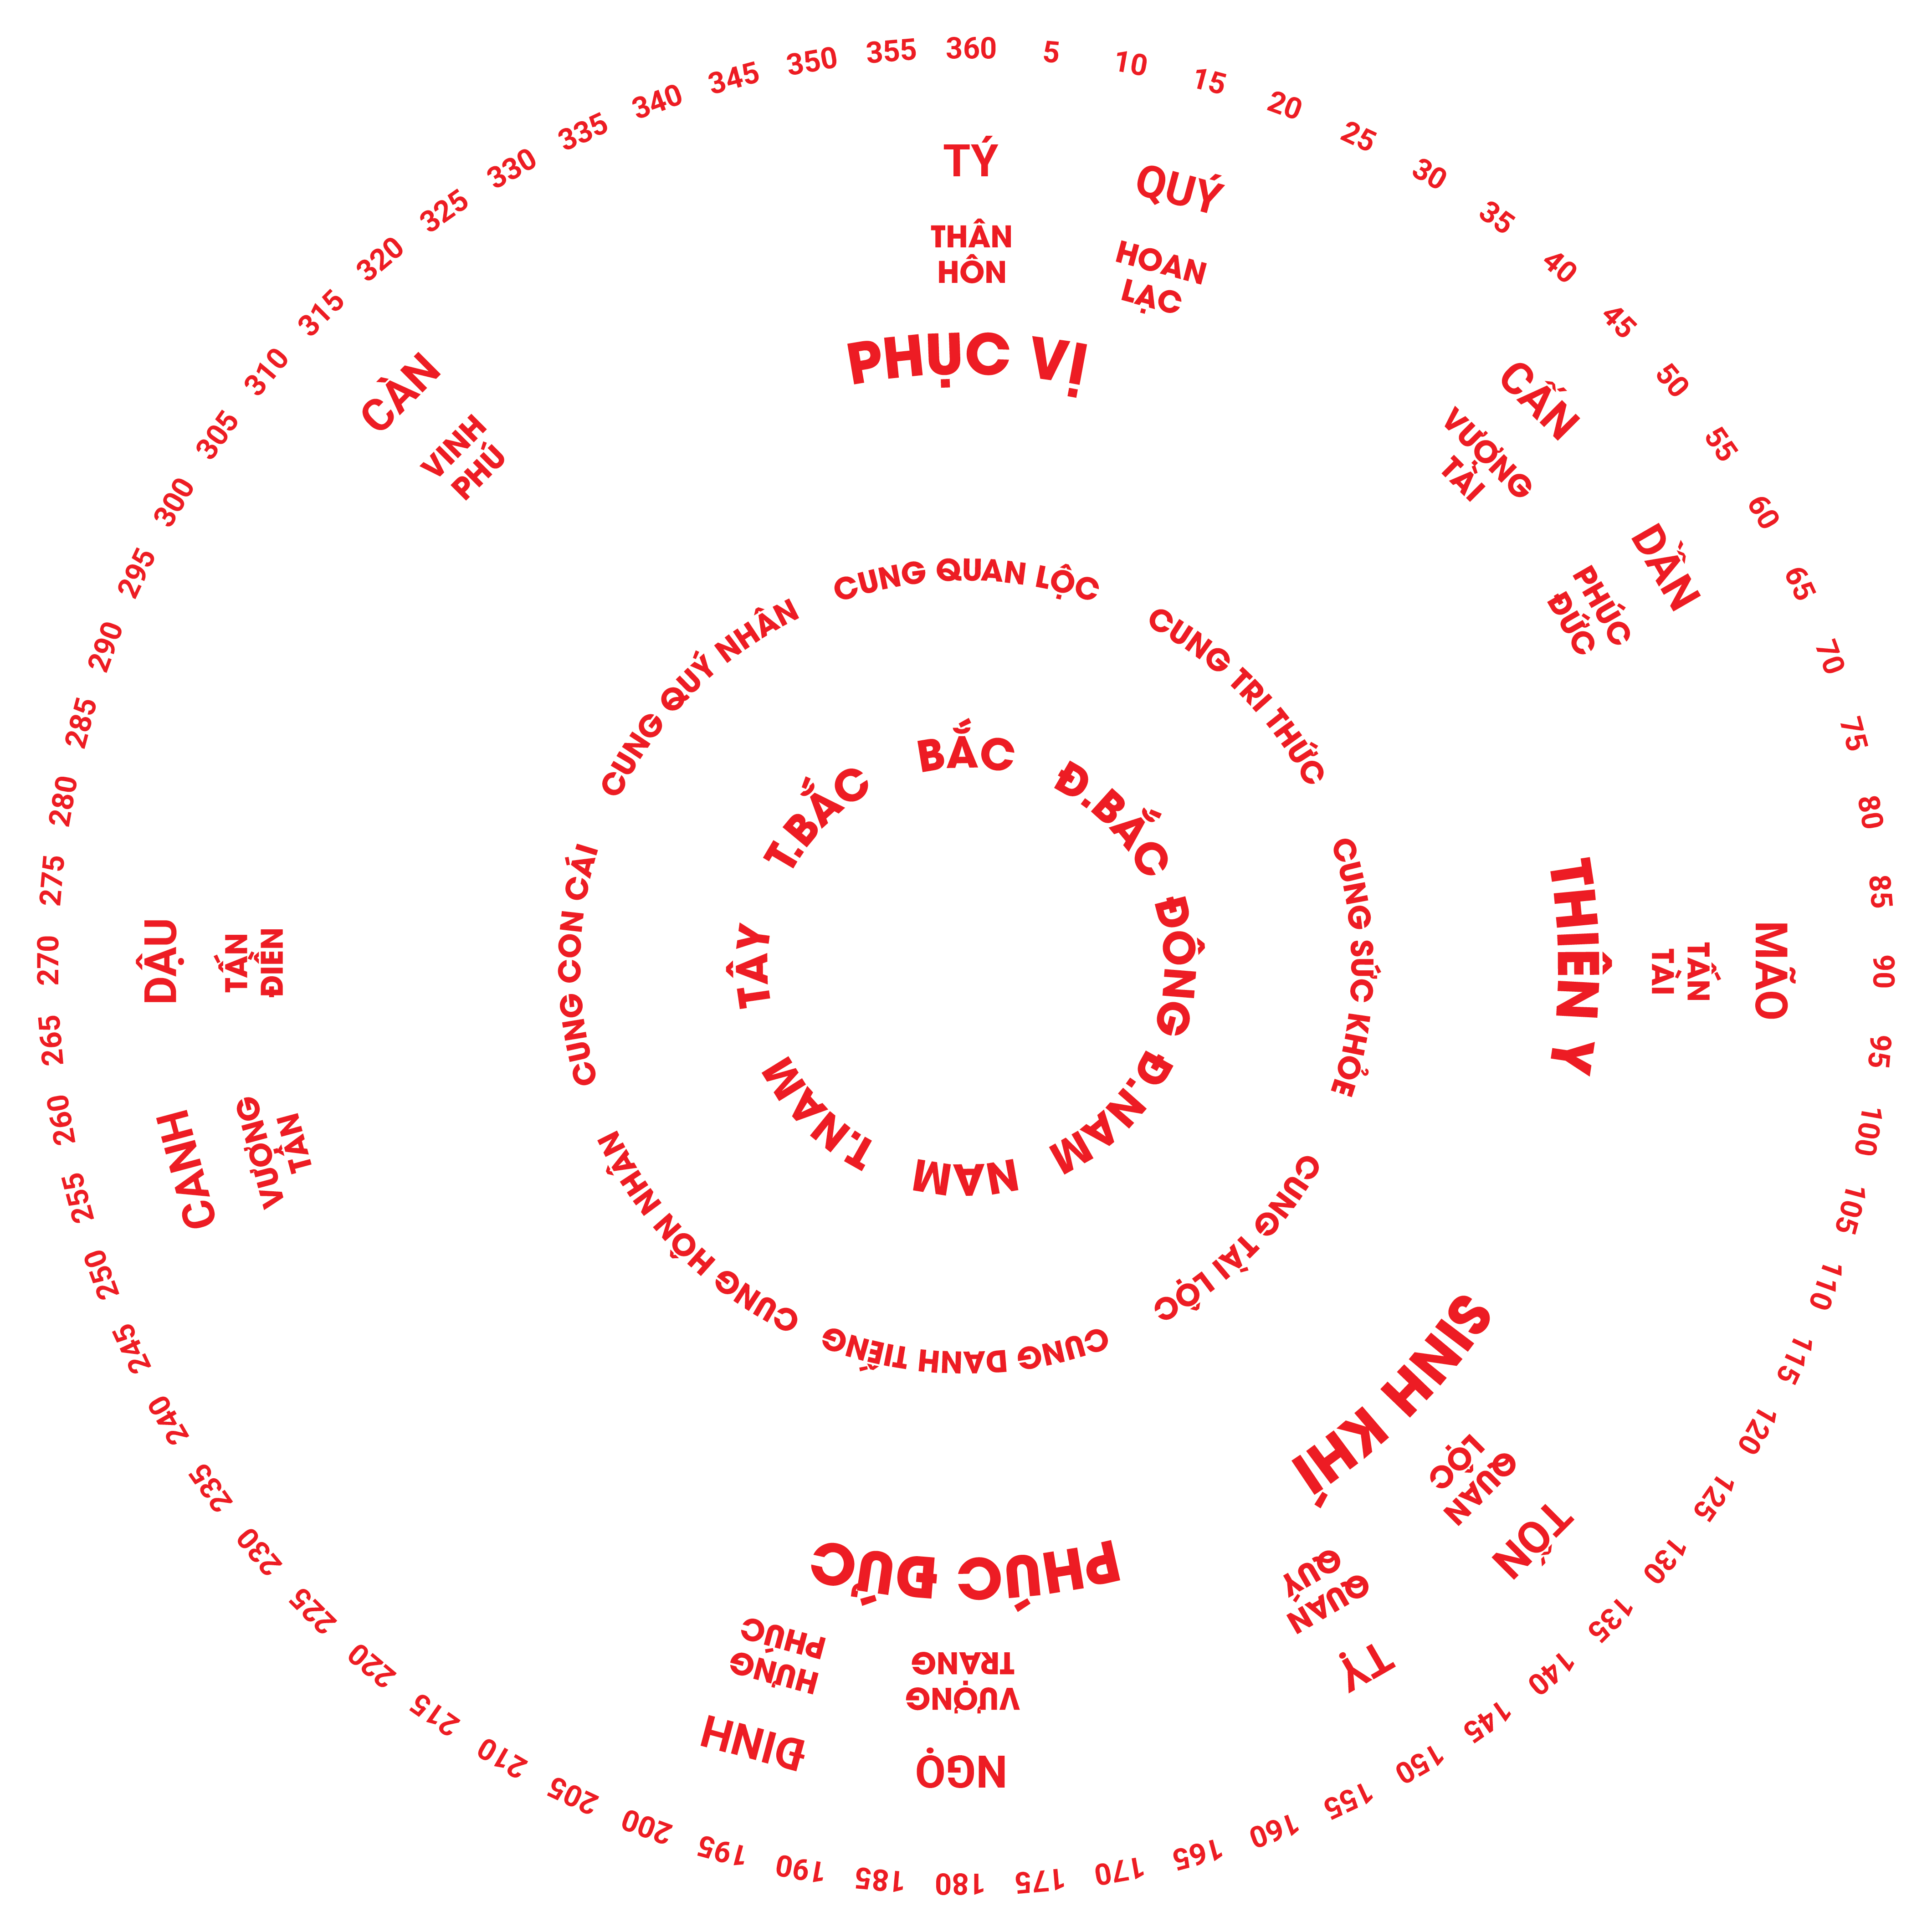 360
5
10
15
20
25
30
35
40
45
50
55
60
65
70
75
80
85
90
95
100
105
110
115
120
125
130
135
140
145
150
155
160
165
170
175
180
185
190
195
200
205
210
215
220
225
230
235
240
245
250
255
260
265
270
275
280
285
290
295
300
305
310
315
320
325
330
335
340
345
350
355
TÝ
THÂN
HÔN
QUÝ
HOAN
LẠC
CẤN
VƯỢNG
TÀI
DẦN
PHÚC
ĐỨC
MÃO
TẤN
TÀI
TỐN
QUAN
LỘC
TỴ
QUAN
QUÝ
NGỌ
VƯỢNG
TRANG
ĐINH
HƯNG
PHÚC
CANH
VƯỢNG
TÀN
DẬU
TẤN
ĐIỀN
CÀN
VINH
PHÚ
PHỤC VỊ
THIÊN Y
SINH KHÍ
PHÚC ĐỨC
CUNG QUAN LỘC
CUNG TRI THỨC
CUNG SỨC KHỎE
CUNG TÀI LỘC
CUNG DANH TIẾNG
CUNG HÔN NHÂN
CUNG CON CÁI
CUNG QUÝ NHÂN
BẮC
Đ.BẮC
ĐÔNG
Đ.NAM
NAM
T.NAM
TÂY
T.BẮC